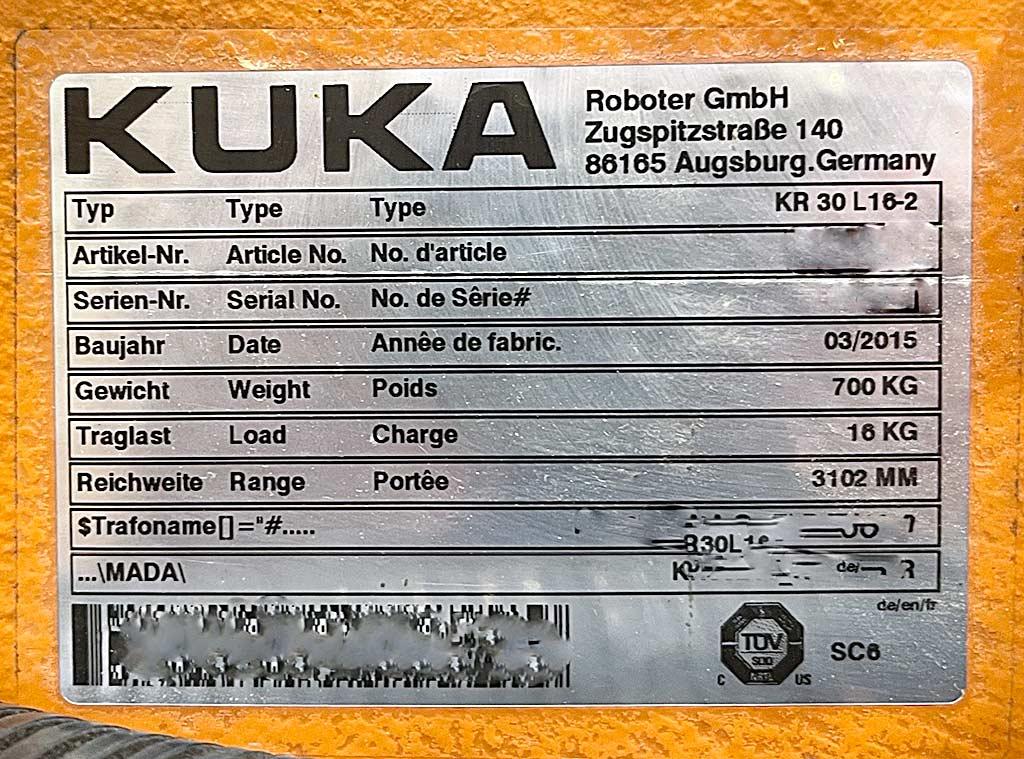 KUKA
Roboter GmbH
Zugspitzstraße 140
86165 Augsburg.Germany
Typ Type Type KR 30 L16-2
Artikel-Nr. Article No. No. d'article
Serien-Nr. Serial No. No. de Sêrie#
Baujahr Date Annêe de fabric. 03/2015
Gewicht Weight Poids 700 KG
Traglast Load Charge 16 KG
Reichweite Range Portêe 3102 MM
$Trafoname[]="#.....
...\MADA\
de/en/fr
TÜV
C US
SC6